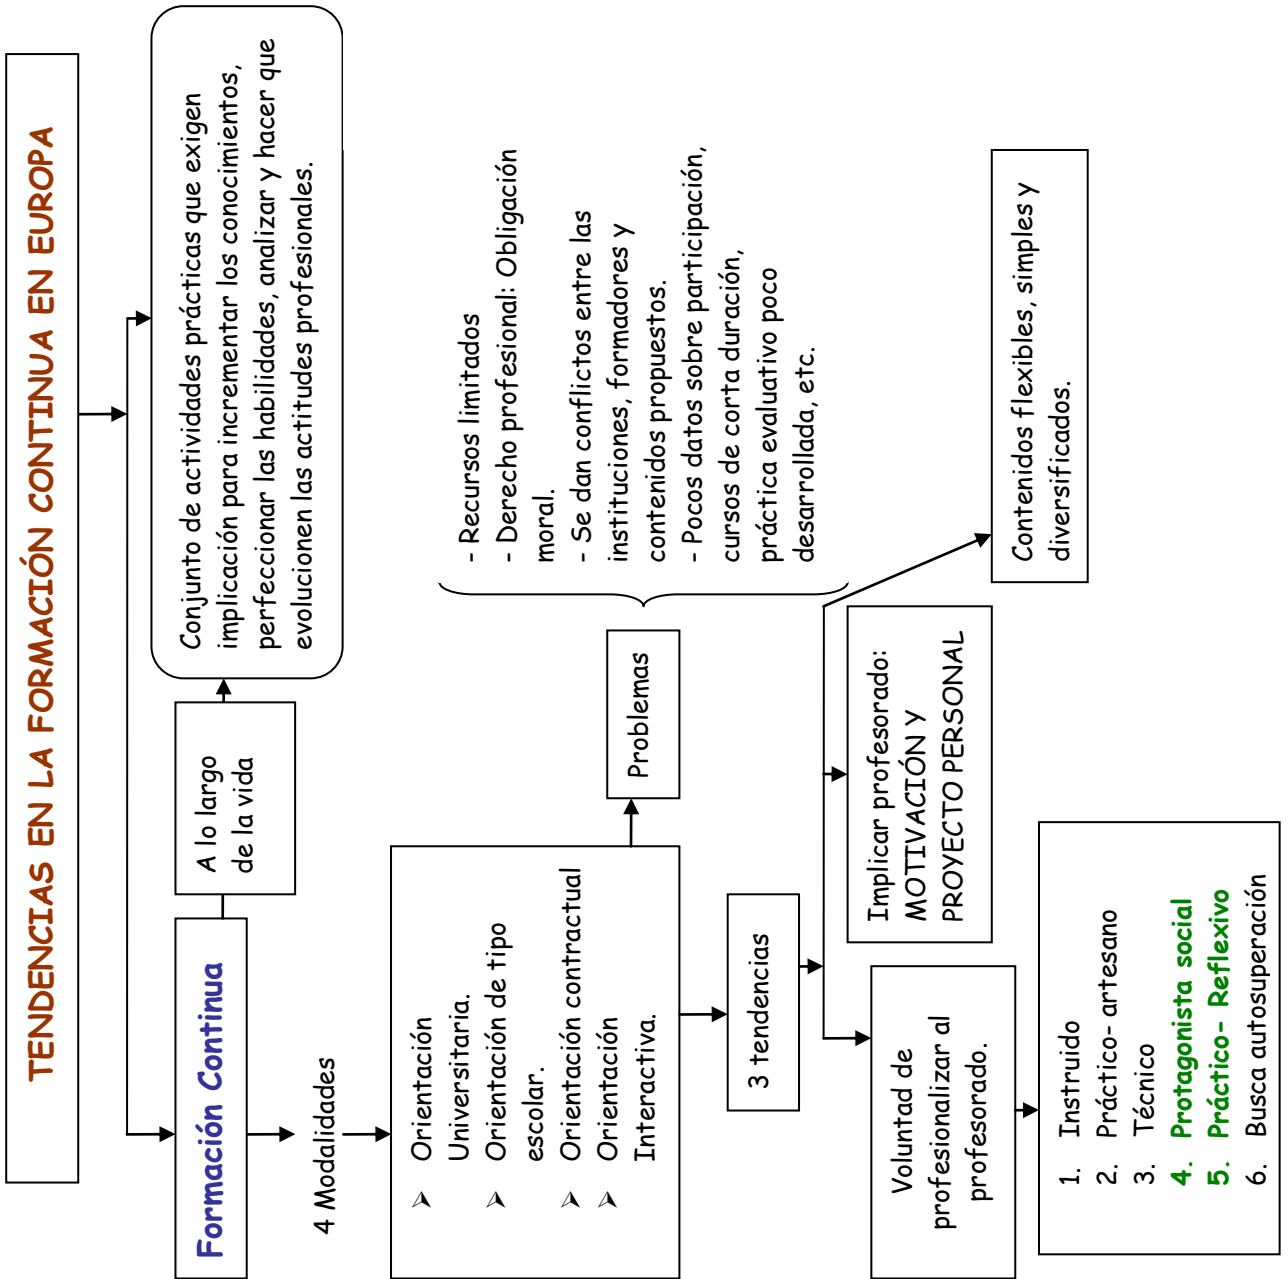 TENDENCIAS EN LA FORMACIÓN CONTINUA EN EUROPA
Formación Continua
A lo largo
de la vida
Conjunto de actividades prácticas que exigen
implicación para incrementar los conocimientos,
perfeccionar las habilidades, analizar y hacer que
evolucionen las actitudes profesionales.
4 Modalidades
➢ Orientación
Universitaria.
➢ Orientación de tipo
escolar.
➢ Orientación contractual
➢ Orientación
Interactiva.
Problemas
- Recursos limitados
- Derecho profesional: Obligación
moral.
- Se dan conflictos entre las
instituciones, formadores y
contenidos propuestos.
- Pocos datos sobre participación,
cursos de corta duración,
práctica evaluativo poco
desarrollada, etc.
3 tendencias
Voluntad de
profesionalizar al
profesorado.
Implicar profesorado:
MOTIVACIÓN y
PROYECTO PERSONAL
Contenidos flexibles, simples y
diversificados.
1. Instruido
2. Práctico- artesano
3. Técnico
4. Protagonista social
5. Práctico- Reflexivo
6. Busca autosuperación